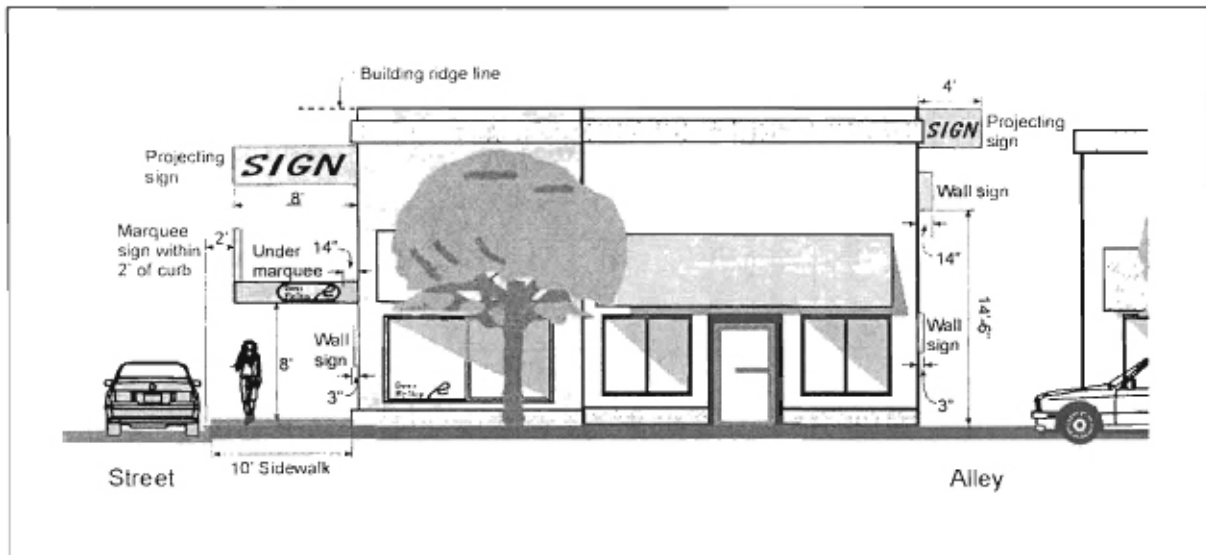 Building ridge line
4'
SIGN
Projecting
sign
Projecting
sign
SIGN
8'
Wall sign
Marquee
sign within
2' of curb
2'
Under
marquee
14"
14"
14'-6"
Wall
sign
8'
3"
Wall
sign
3"
10' Sidewalk
Street
Alley